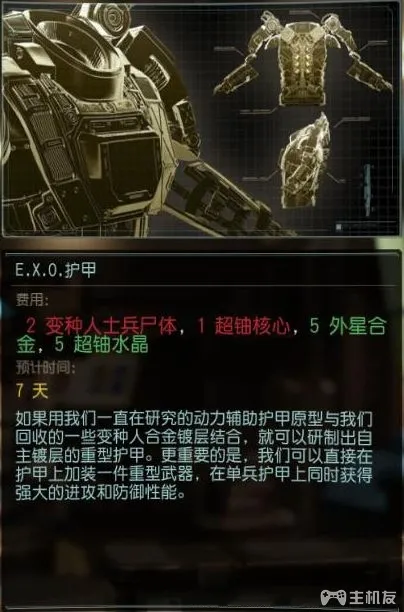 E.X.O.护甲
费用：
2 变种人士兵尸体，1 超铀核心，5 外星合
金，5 超铀水晶
预计时间：
7 天
如果用我们一直在研究的动力辅助护甲原型与我们
回收的一些变种人合金镀层结合，就可以研制出自
主镀层的重型护甲。更重要的是，我们可以直接在
护甲上加装一件重型武器，在单兵护甲上同时获得
强大的进攻和防御性能。
主机友